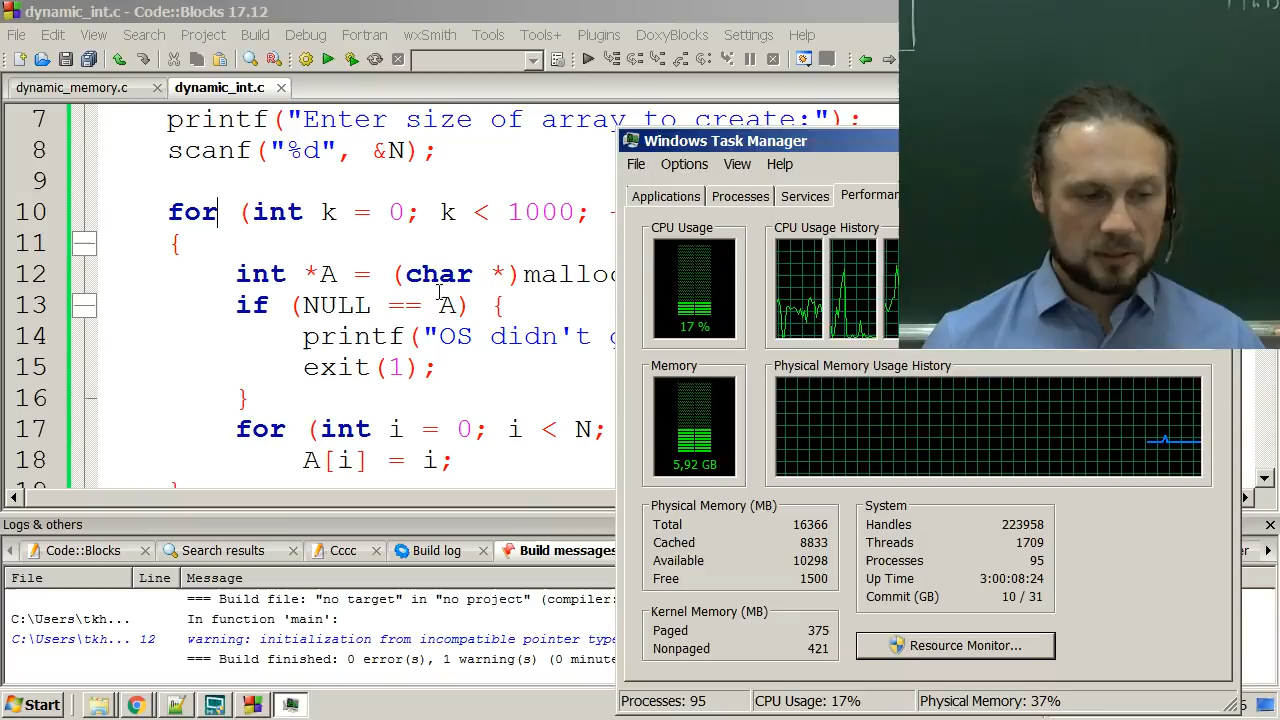 dynamic_int.c - Code::Blocks 17.12
File Edit View Search Project Build Debug Fortran wxSmith Tools Tools+ Plugins DoxyBlocks Settings Help
dynamic_memory.c dynamic_int.c
7 printf("Enter size of array to create:");
8 scanf("%d", &N);
9
10 for (int k = 0; k < 1000;
11 {
12 int *A = (char *)malloc
13 if (NULL == A) {
14 printf("OS didn't
15 exit(1);
16 }
17 for (int i = 0; i < N;
18 A[i] = i;
}
Logs & others
Code::Blocks Search results Cccc Build log Build messages
File Line Message
=== Build file: "no target" in "no project" (compiler:
C:\Users\tkh... In function 'main':
C:\Users\tkh... 12 warning: initialization from incompatible pointer type
=== Build finished: 0 error(s), 1 warning(s) (0 minute
Start
Windows Task Manager
File Options View Help
Applications Processes Services Performan
CPU Usage CPU Usage History
17 %
Memory Physical Memory Usage History
5,92 GB
Physical Memory (MB)
Total 16366
Cached 8833
Available 10298
Free 1500
Kernel Memory (MB)
Paged 375
Nonpaged 421
System
Handles 223958
Threads 1709
Processes 95
Up Time 3:00:08:24
Commit (GB) 10 / 31
Resource Monitor...
Processes: 95 CPU Usage: 17% Physical Memory: 37%